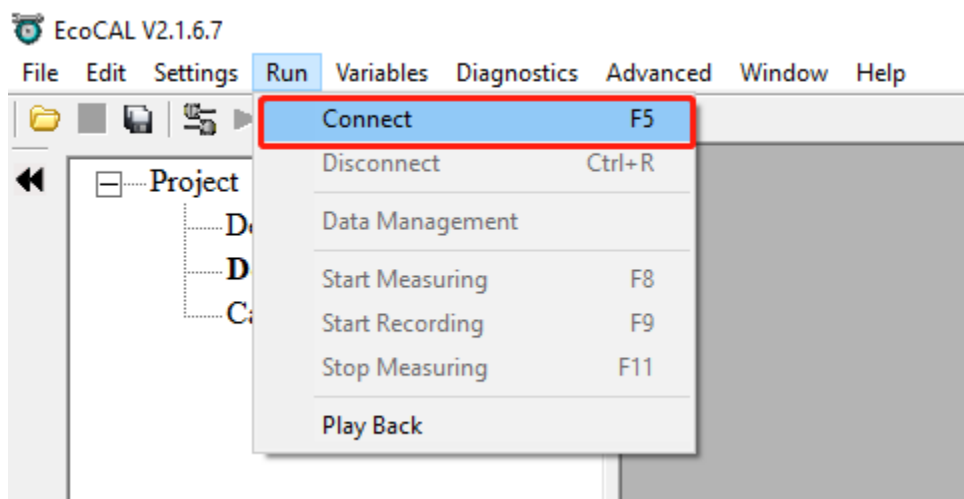 EcoCAL V2.1.6.7
File Edit Settings Run Variables Diagnostics Advanced Window Help
Connect F5
Disconnect Ctrl+R
Project
Data Management
Start Measuring F8
Start Recording F9
Stop Measuring F11
Play Back